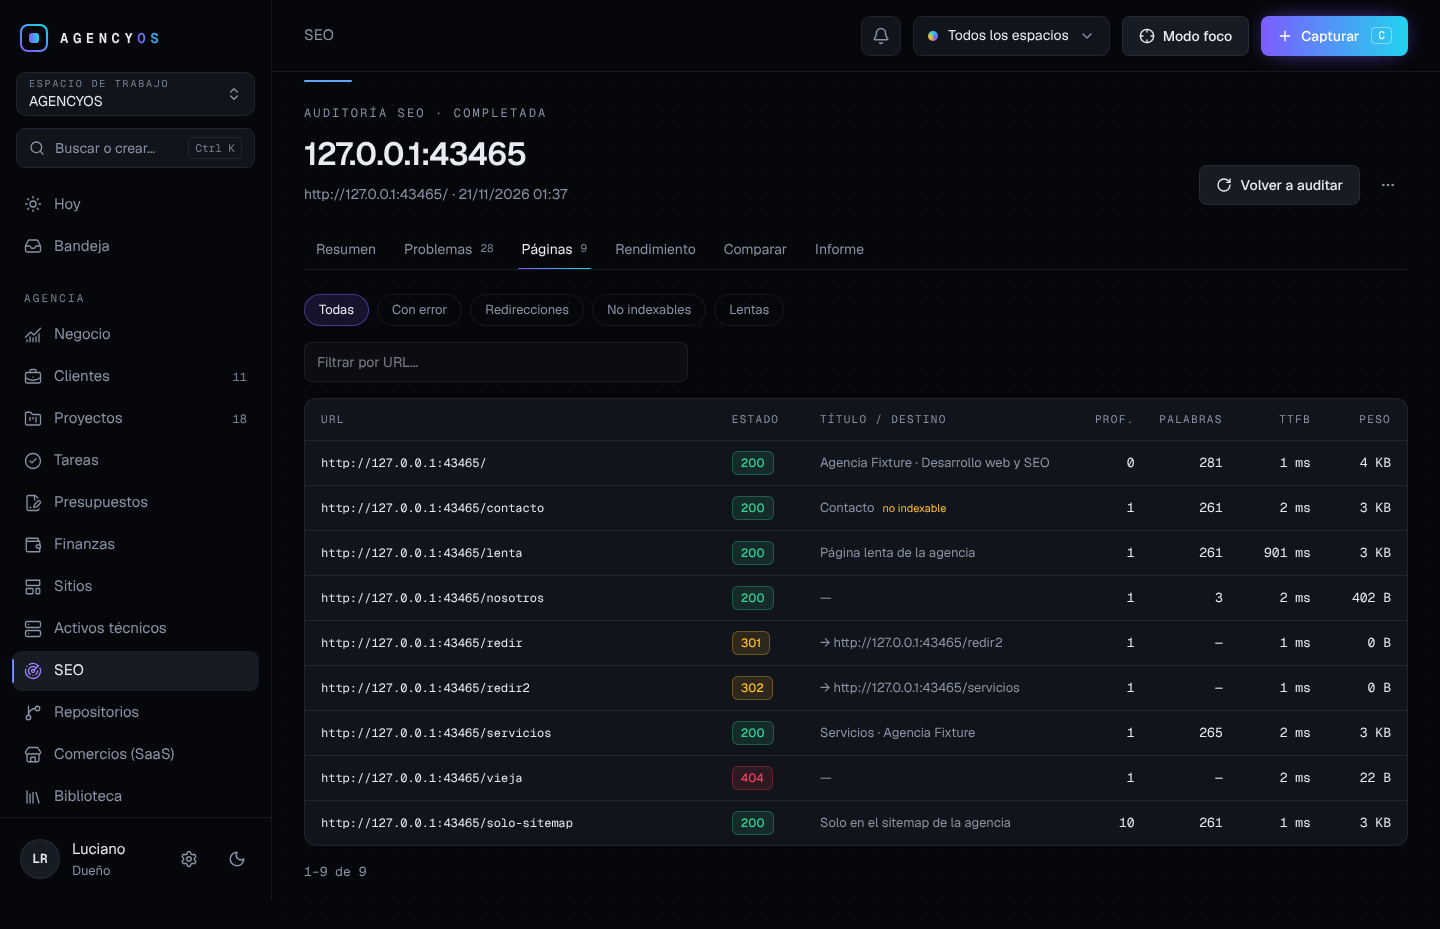 AGENCYOS
ESPACIO DE TRABAJO
AGENCYOS
Buscar o crear... Ctrl K
Hoy
Bandeja
AGENCIA
Negocio
Clientes 11
Proyectos 18
Tareas
Presupuestos
Finanzas
Sitios
Activos técnicos
SEO
Repositorios
Comercios (SaaS)
Biblioteca
LR
Luciano
Dueño
SEO
Todos los espacios
Modo foco
Capturar C
AUDITORÍA SEO · COMPLETADA
127.0.0.1:43465
http://127.0.0.1:43465/ · 21/11/2026 01:37
Volver a auditar
Resumen Problemas 28 Páginas 9 Rendimiento Comparar Informe
Todas Con error Redirecciones No indexables Lentas
Filtrar por URL...
URL ESTADO TÍTULO / DESTINO PROF. PALABRAS TTFB PESO
http://127.0.0.1:43465/ 200 Agencia Fixture · Desarrollo web y SEO 0 281 1 ms 4 KB
http://127.0.0.1:43465/contacto 200 Contacto no indexable 1 261 2 ms 3 KB
http://127.0.0.1:43465/lenta 200 Página lenta de la agencia 1 261 901 ms 3 KB
http://127.0.0.1:43465/nosotros 200 — 1 3 2 ms 402 B
http://127.0.0.1:43465/redir 301 → http://127.0.0.1:43465/redir2 1 — 1 ms 0 B
http://127.0.0.1:43465/redir2 302 → http://127.0.0.1:43465/servicios 1 — 1 ms 0 B
http://127.0.0.1:43465/servicios 200 Servicios · Agencia Fixture 1 265 2 ms 3 KB
http://127.0.0.1:43465/vieja 404 — 1 — 2 ms 22 B
http://127.0.0.1:43465/solo-sitemap 200 Solo en el sitemap de la agencia 10 261 1 ms 3 KB
1–9 de 9